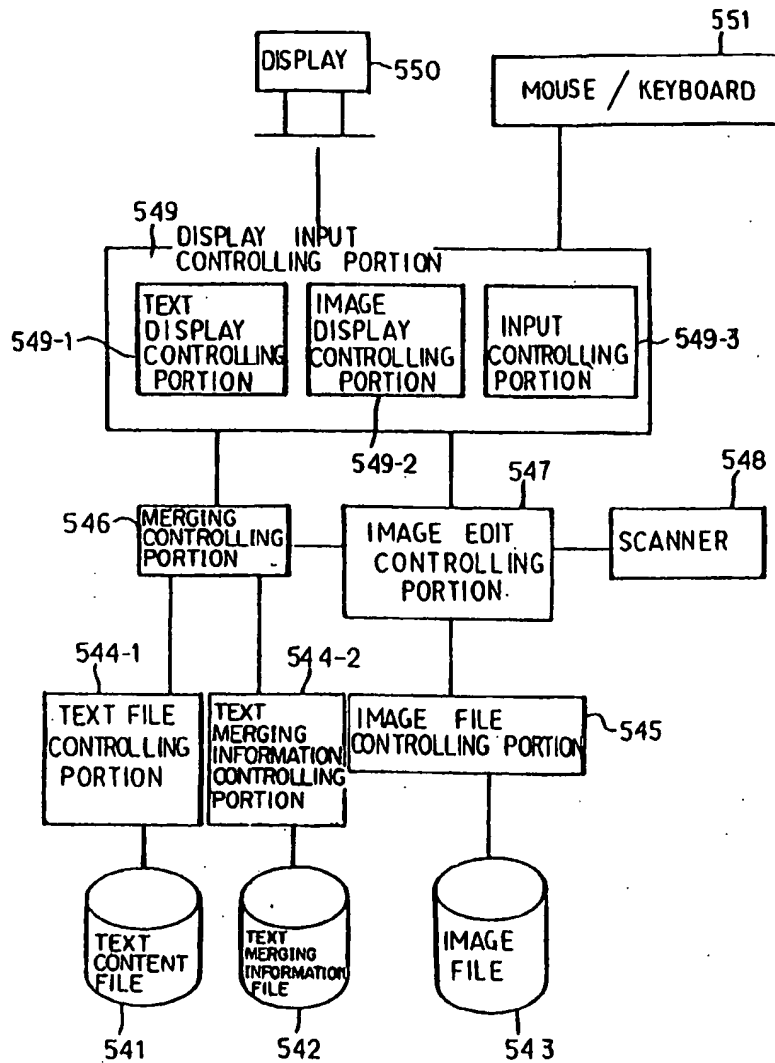 551
DISPLAY
550
MOUSE / KEYBOARD
549
DISPLAY INPUT
CONTROLLING PORTION
TEXT
DISPLAY
CONTROLLING
PORTION
549-1
IMAGE
DISPLAY
CONTROLLING
PORTION
INPUT
CONTROLLING
PORTION
549-3
549-2
547
548
546
MERGING
CONTROLLING
PORTION
IMAGE EDIT
CONTROLLING
PORTION.
SCANNER
544-1
544-2
TEXT FILE
CONTROLLING
PORTION
TEXT
MERGING
INFORMATION
CONTROLLING
PORTION
IMAGE FILE
CONTROLLING PORTION
545
TEXT
CONTENT
FILE
TEXT
MERGING
INFORMATION
FILE
IMAGE
FILE
541
542
543